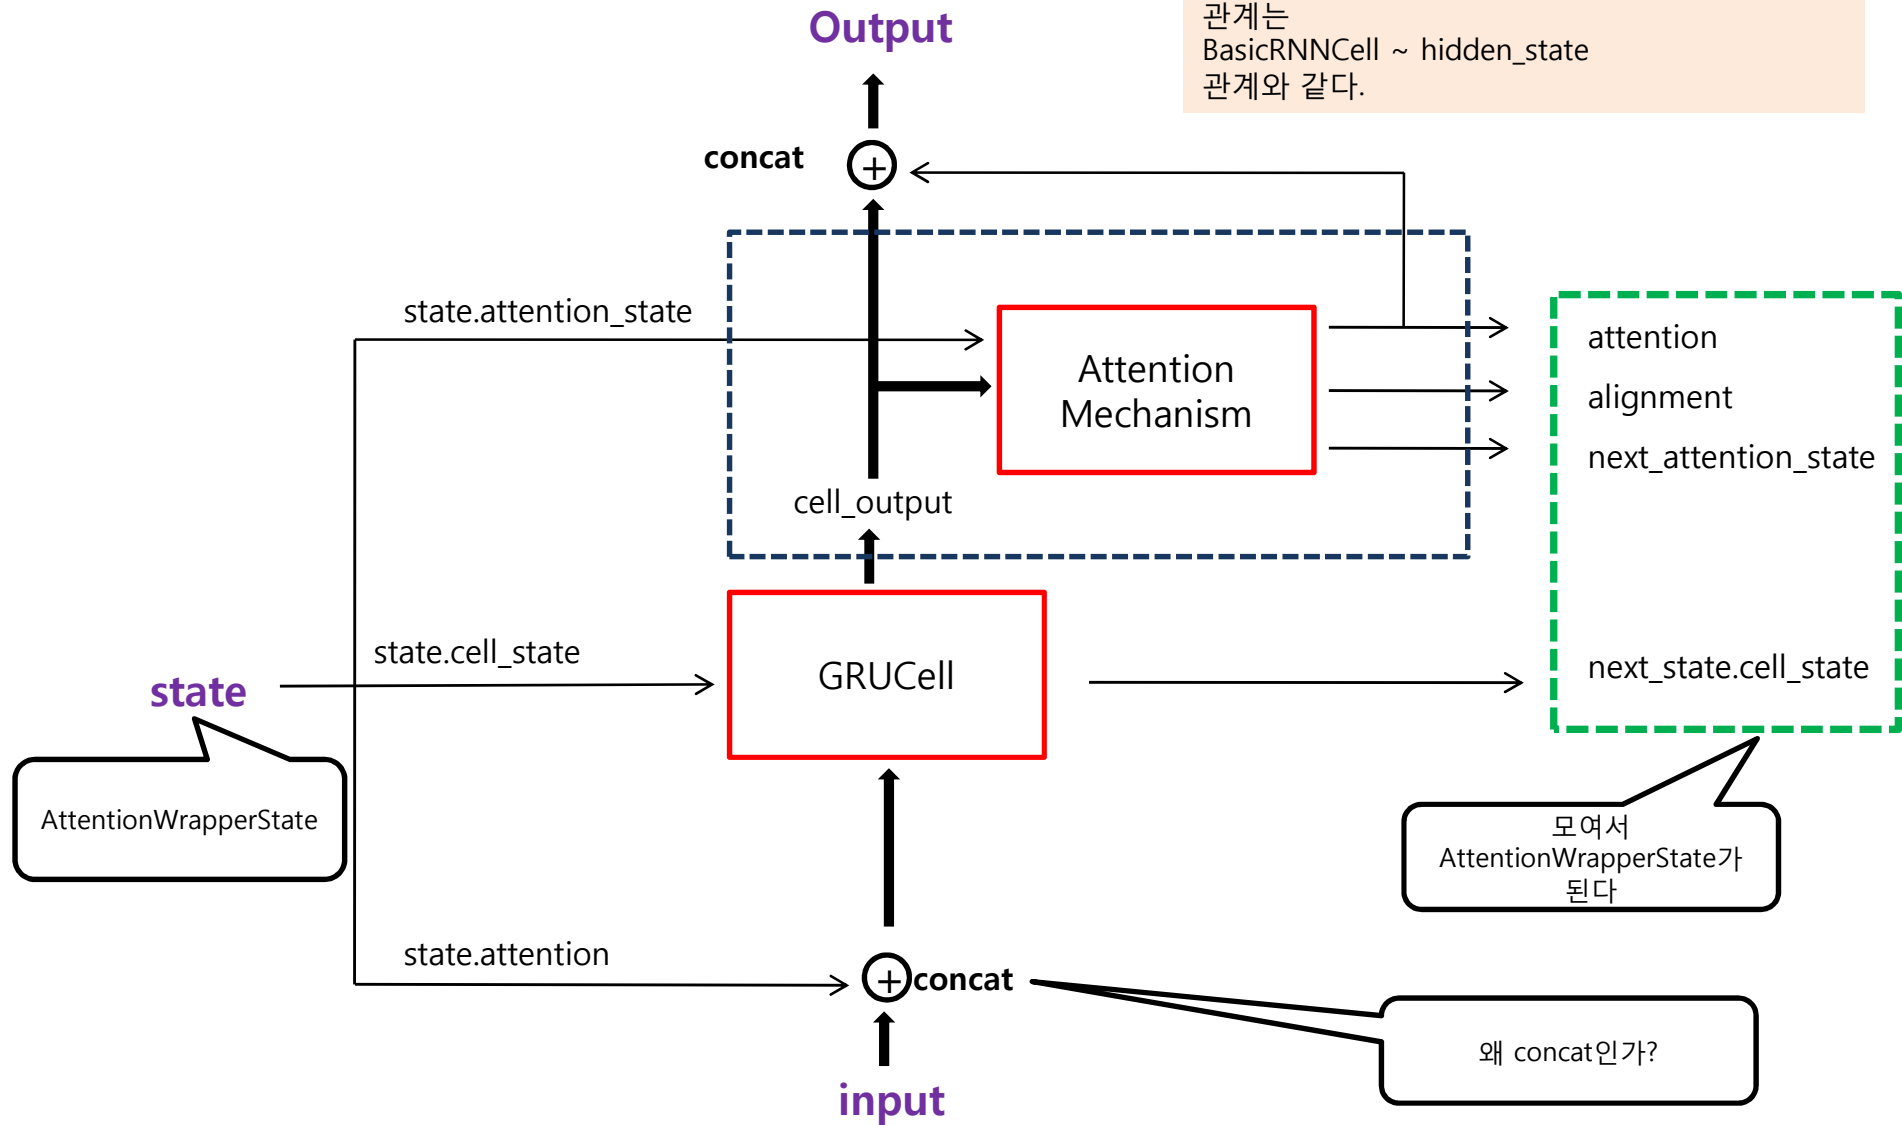 Output
관계는
BasicRNNCell ~ hidden_state
관계와 같다.
concat
+
state.attention_state
Attention
Mechanism
attention
alignment
next_attention_state
cell_output
state.cell_state
GRUCell
next_state.cell_state
state
AttentionWrapperState
모여서
AttentionWrapperState가
된다
state.attention
+
concat
왜 concat인가?
input